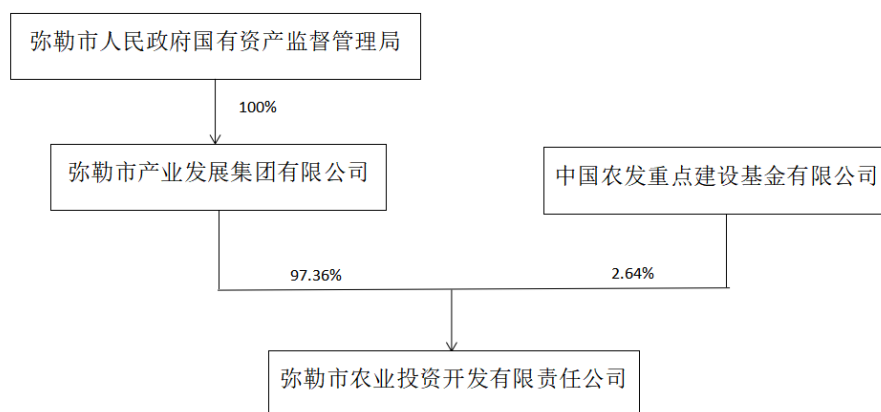 弥勒市人民政府国有资产监督管理局
100%
弥勒市产业发展集团有限公司
中国农发重点建设基金有限公司
97.36%
2.64%
弥勒市农业投资开发有限责任公司